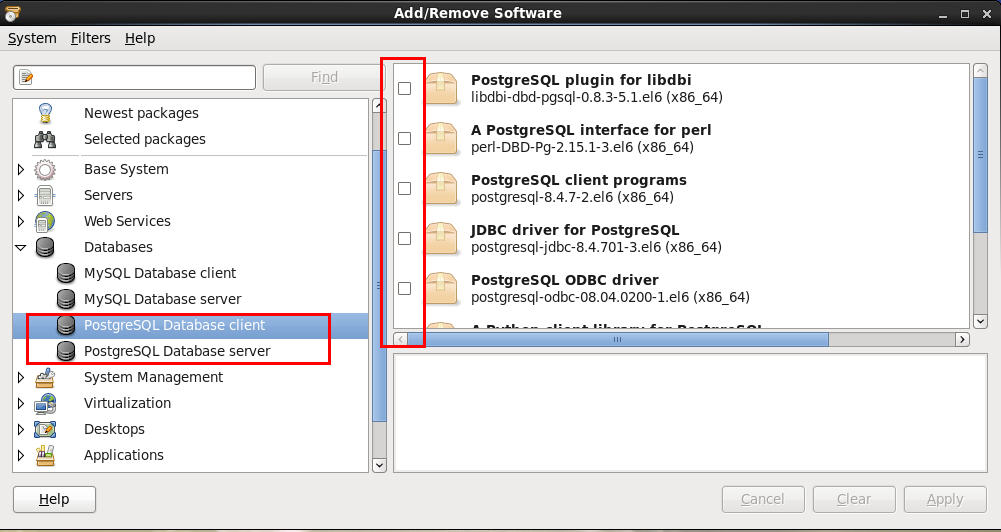 Add/Remove Software
System Filters Help
Find
Newest packages
Selected packages
Base System
Servers
Web Services
Databases
MySQL Database client
MySQL Database server
PostgreSQL Database client
PostgreSQL Database server
System Management
Virtualization
Desktops
Applications
PostgreSQL plugin for libdbi
libdbi-dbd-pgsql-0.8.3-5.1.el6 (x86_64)
A PostgreSQL interface for perl
perl-DBD-Pg-2.15.1-3.el6 (x86_64)
PostgreSQL client programs
postgresql-8.4.7-2.el6 (x86_64)
JDBC driver for PostgreSQL
postgresql-jdbc-8.4.701-3.el6 (x86_64)
PostgreSQL ODBC driver
postgresql-odbc-08.04.0200-1.el6 (x86_64)
A Python client library for PostgreSQL
Help
Cancel
Clear
Apply